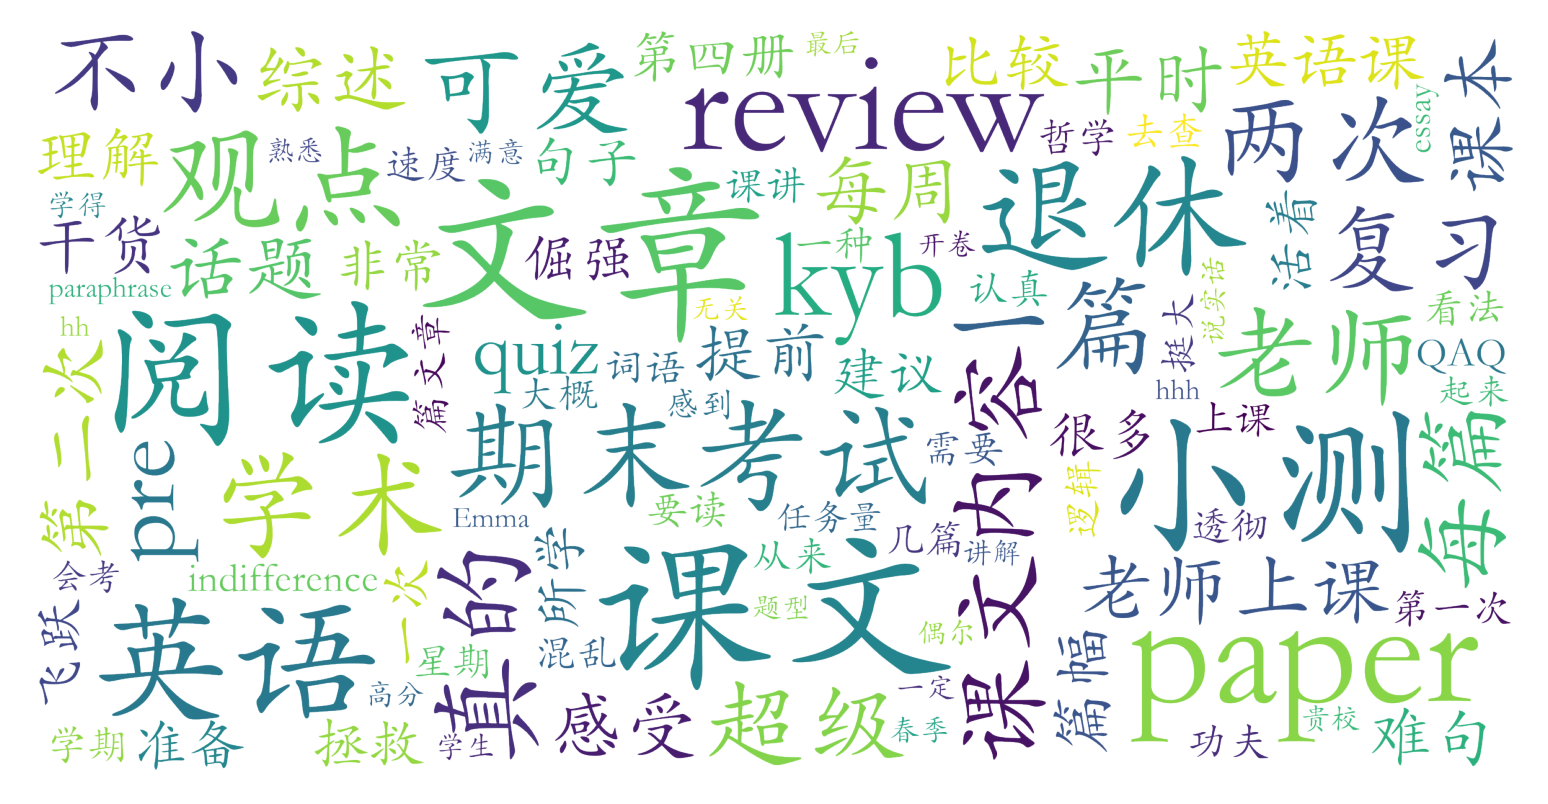 不小
综述
可爱
第四册
最后
review
比较
平时
英语课
课本
essay
理解
观点
熟悉
速度
满意
句子
哲学
去查
两次
学得
干货
话题
非常
文章
倔强
课讲
每周
kyb
一种
开卷
退休
活着
复习
paraphrase
hh
阅读
篇文章
无关
quiz
词语
提前
大概
感到
建议
认真
一篇
挺大
说实话
老师
看法
QAQ
hhh
起来
第二次
pre
学术
期末考试
需要
课文内容
很多
上课
小测
每篇
逻辑
透彻
Emma
要读
任务量
几篇
讲解
从来
会考
indifference
一次
真的
所学
课文
题型
偶尔
老师上课
第一次
飞跃
英语
星期
混乱
高分
篇幅
paper
学期
准备
拯救
学生
感受
超级
一定
春季
功夫
贵校
难句